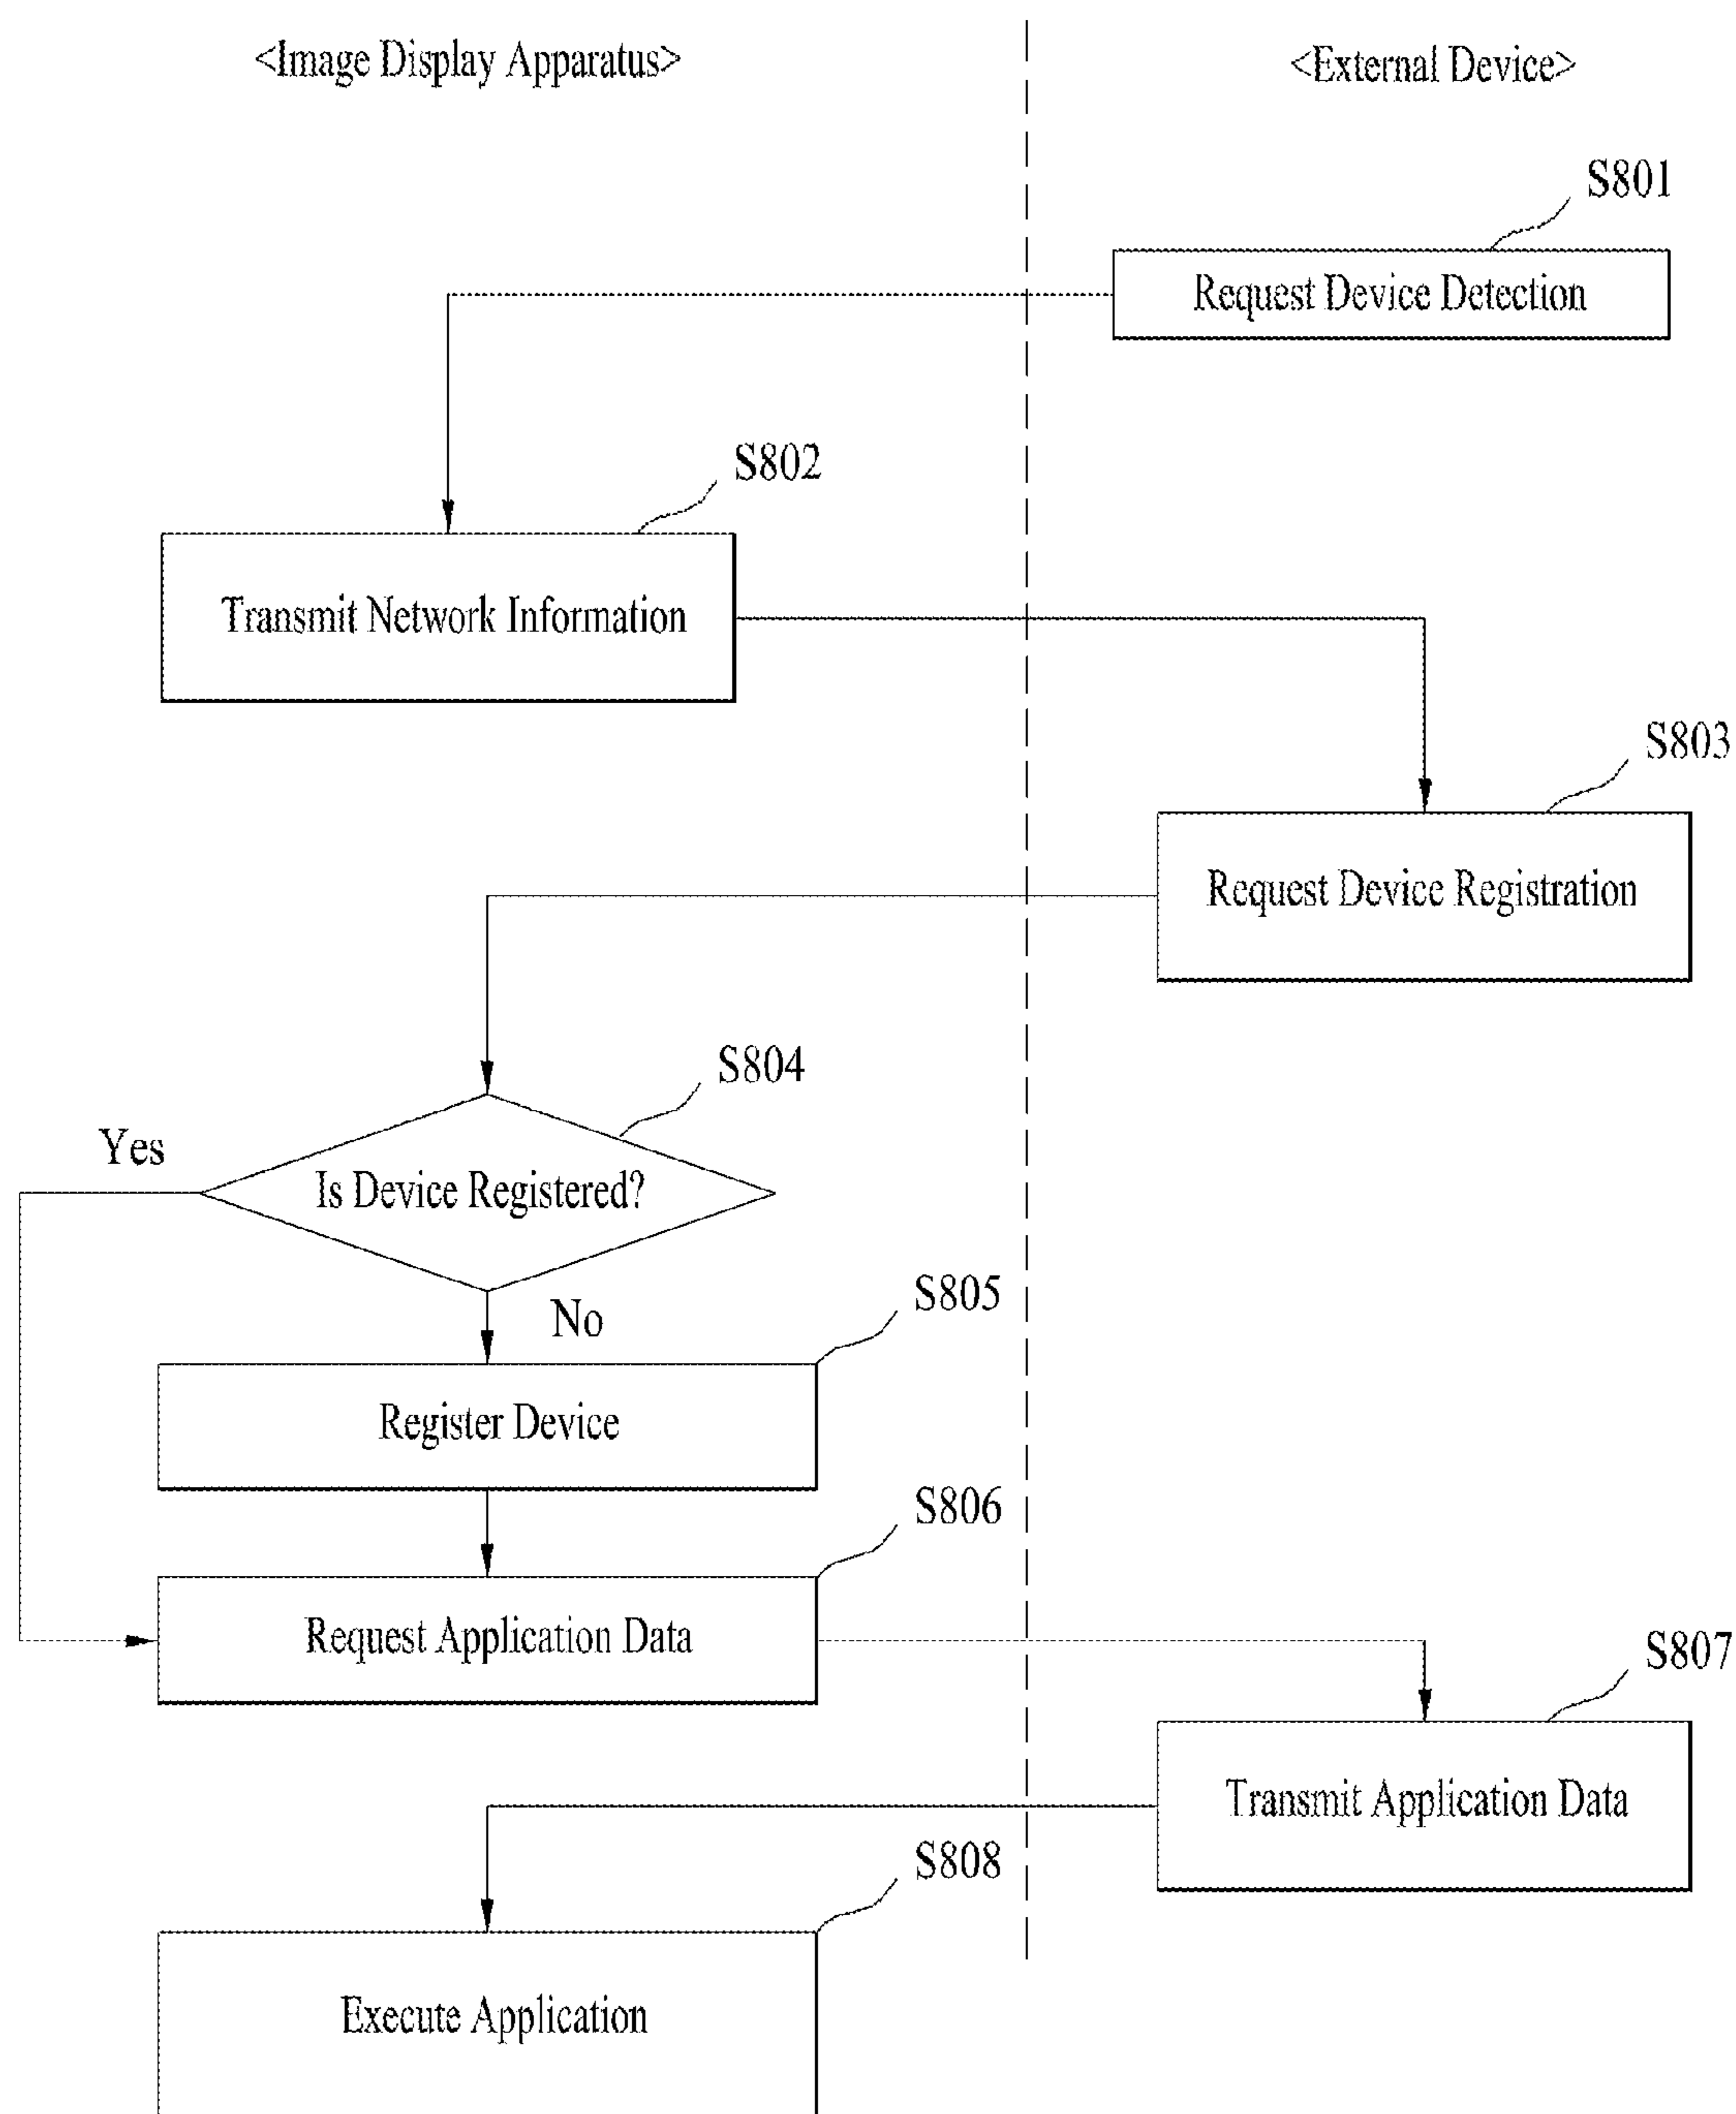 <Image Display Apparatus>
<External Device>
S801
Request Device Detection
S802
Transmit Network Information
S803
Request Device Registration
S804
Yes
Is Device Registered?
No
S805
Register Device
S806
Request Application Data
S807
Transmit Application Data
S808
Execute Application